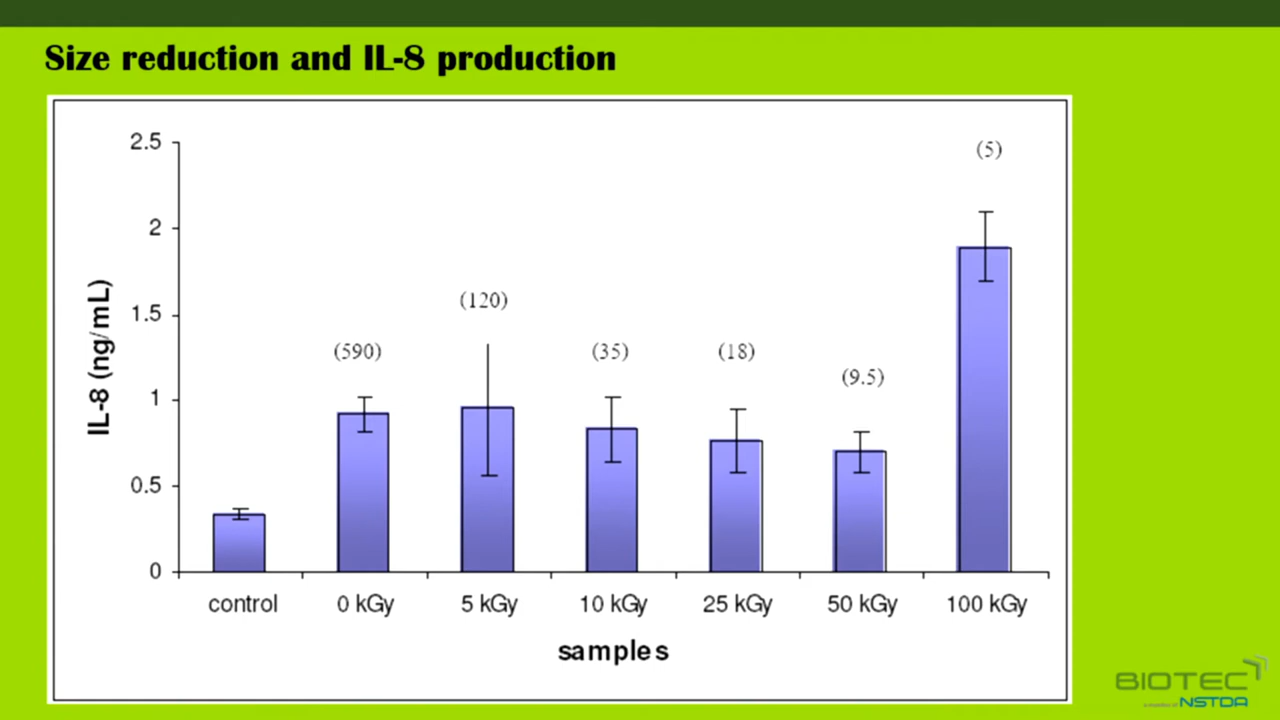 Size reduction and IL-8 production
2.5
2
1.5
1
0.5
0
IL-8 (ng/mL)
(590)
(120)
(35)
(18)
(9.5)
(5)
control 0 kGy 5 kGy 10 kGy 25 kGy 50 kGy 100 kGy
samples
BIOTEC
a member of NSTDA